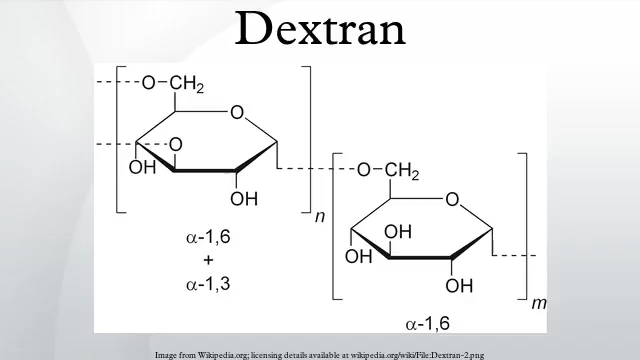 Dextran
O-CH2
O
O
OH
OH
n
α-1,6
+
α-1,3
O-CH2
O
OH
OH
OH
m
α-1,6
Image from Wikipedia.org; licensing details available at wikipedia.org/wiki/File:Dextran-2.png